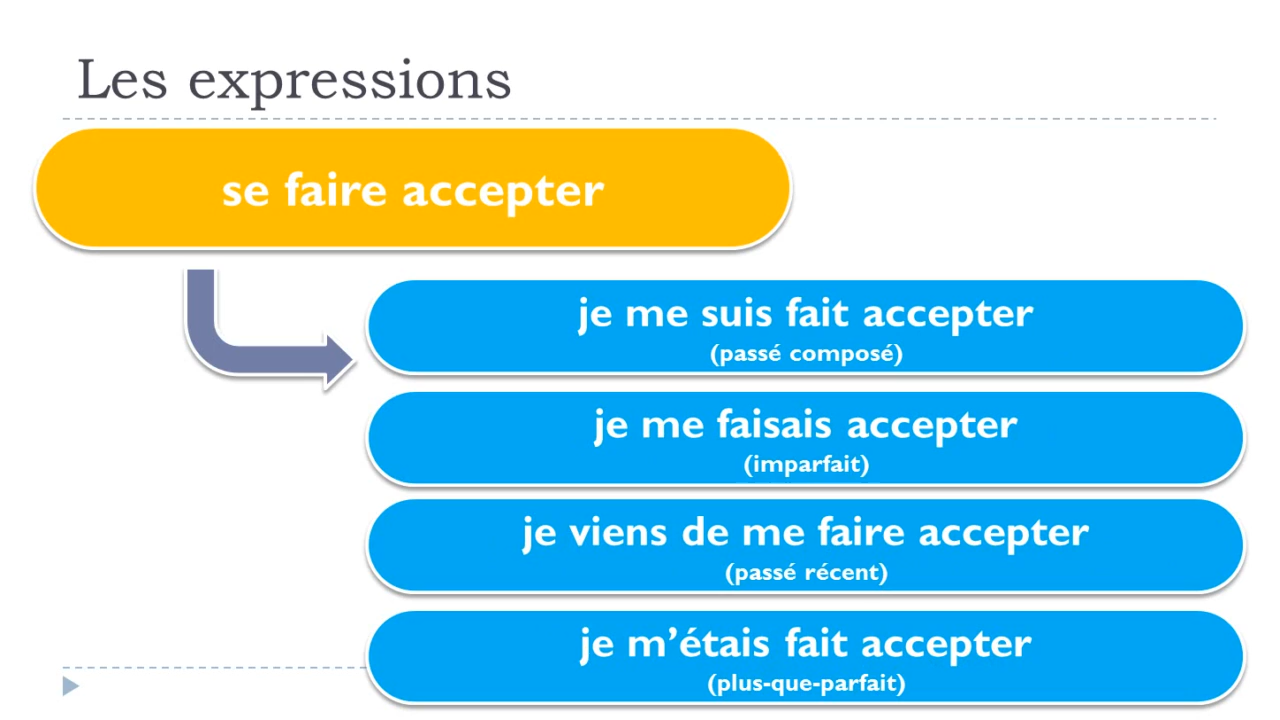 Les expressions
se faire accepter
je me suis fait accepter
(passé composé)
je me faisais accepter
(imparfait)
je viens de me faire accepter
(passé récent)
je m’étais fait accepter
(plus-que-parfait)